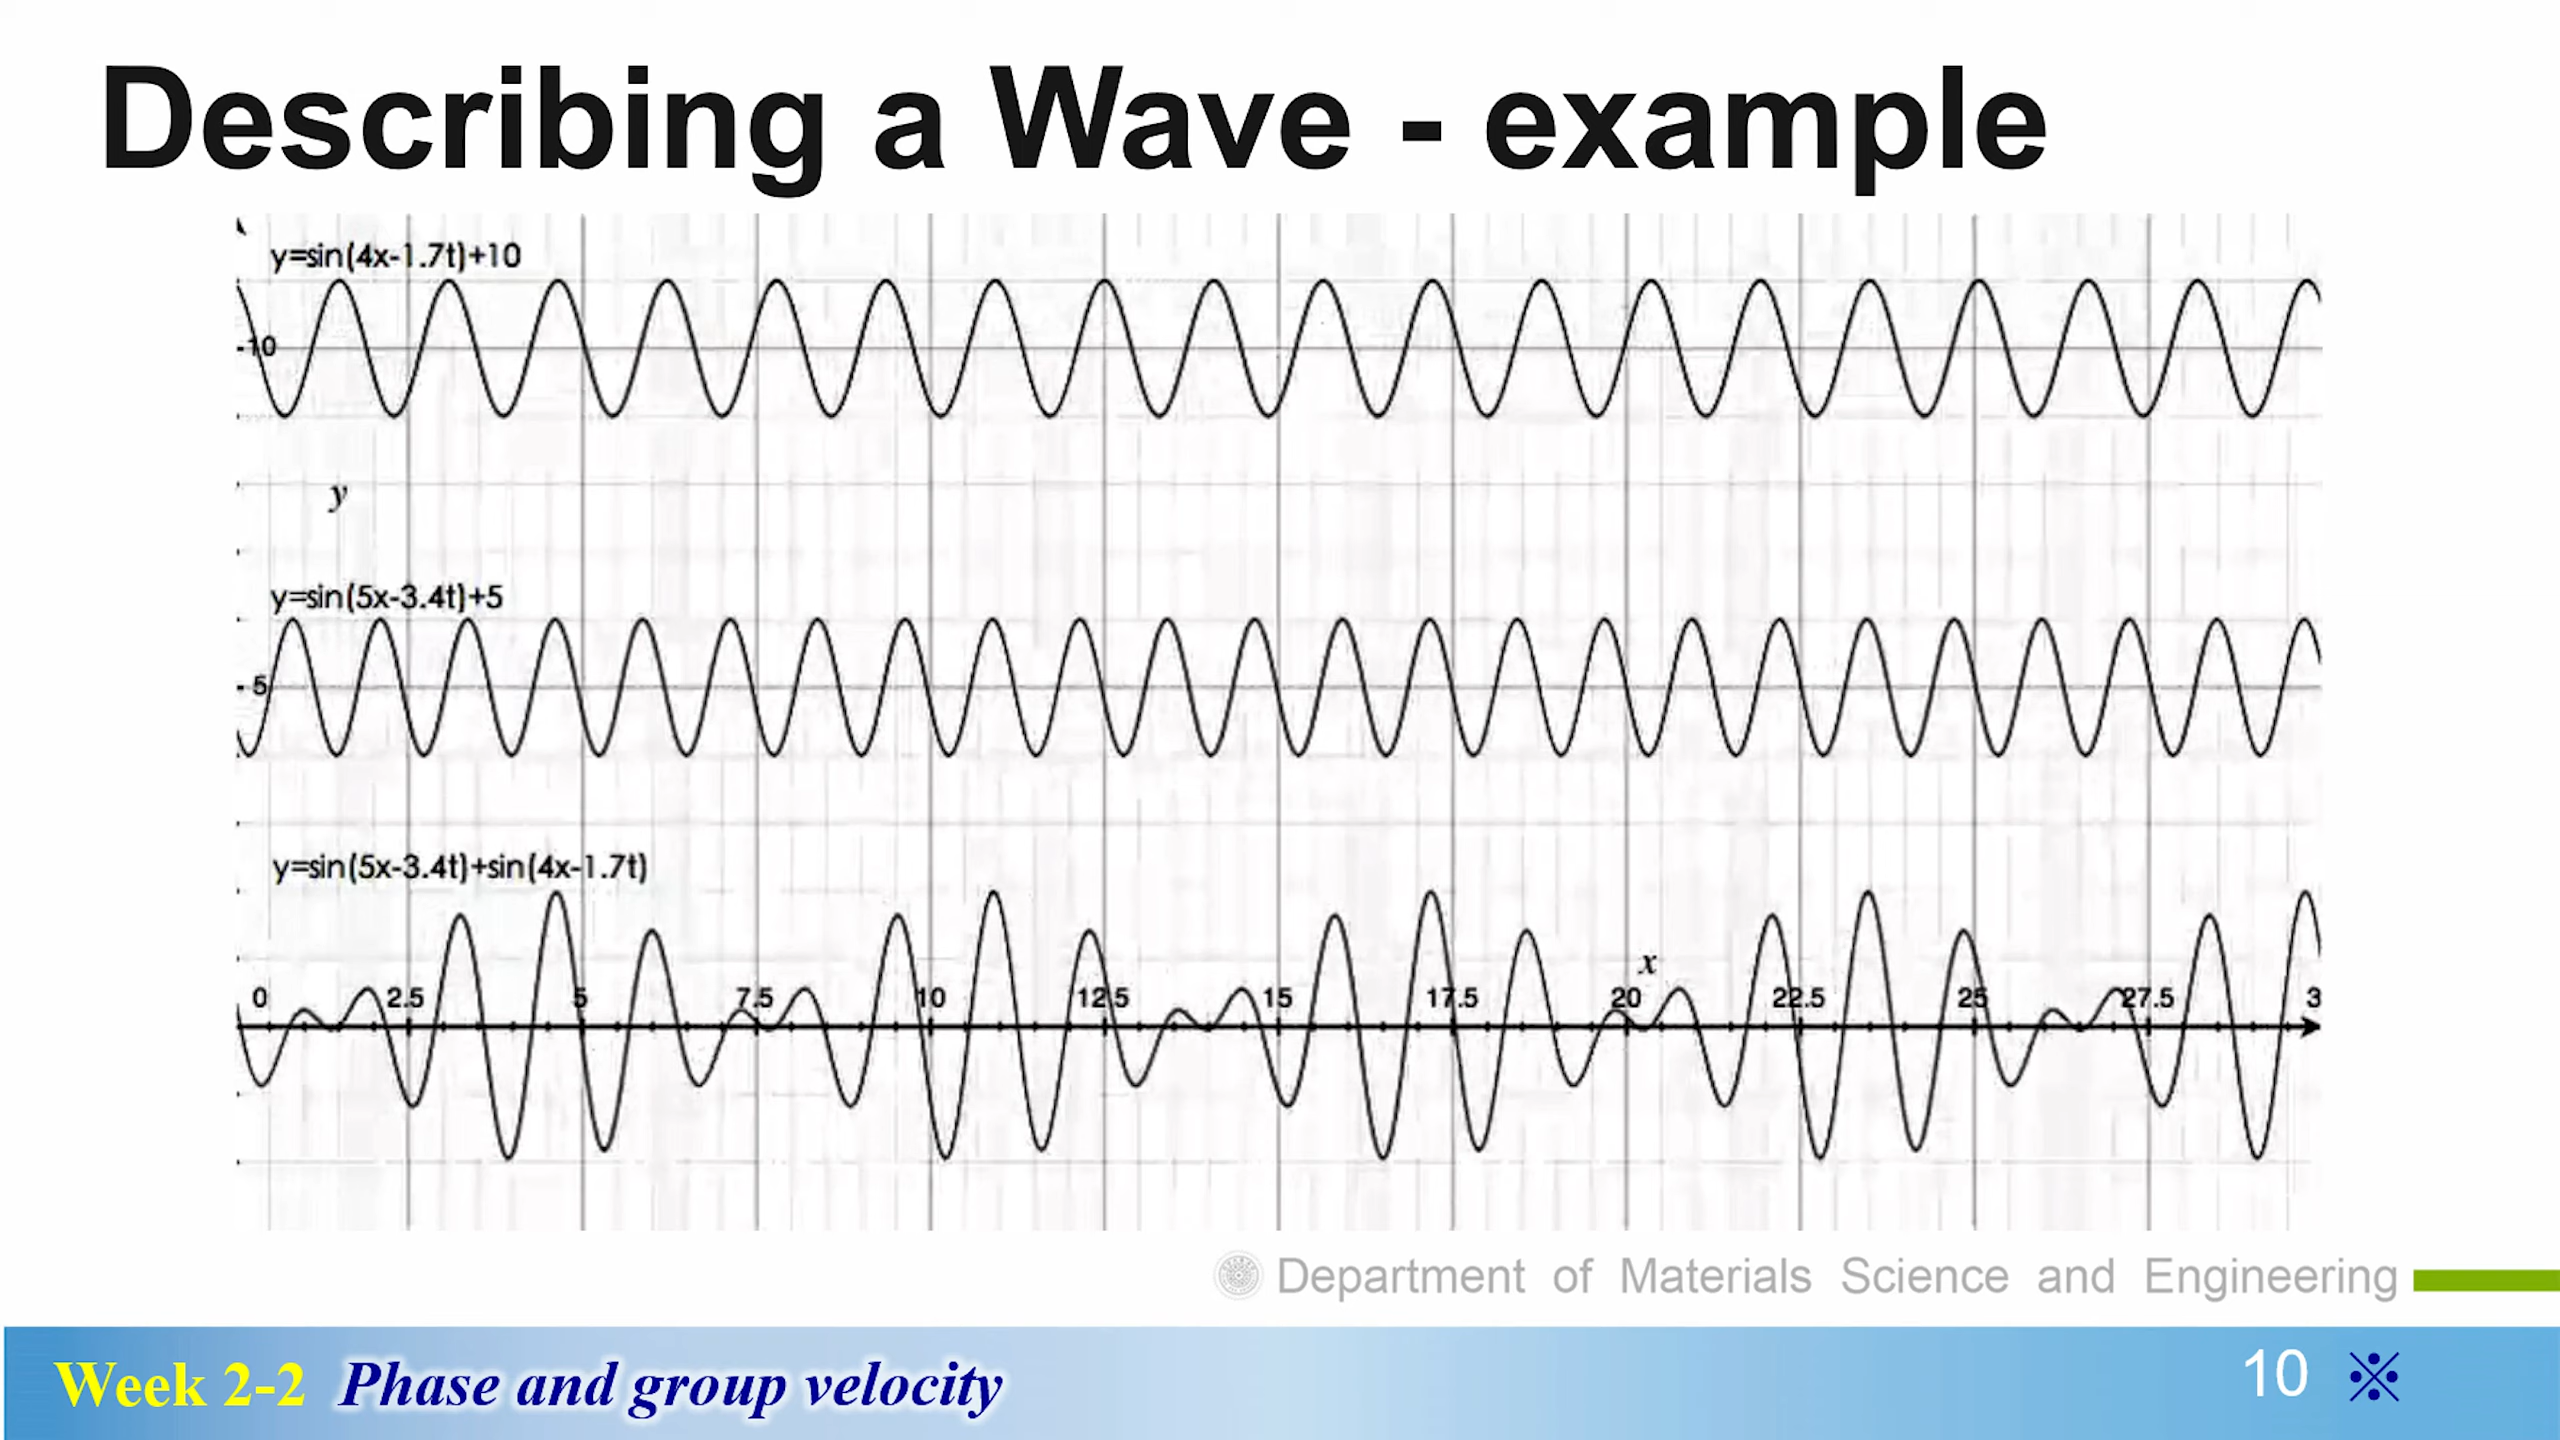 Describing a Wave - example
y=sin(4x-1.7t)+10
-10
y
y=sin(5x-3.4t)+5
- 5
y=sin(5x-3.4t)+sin(4x-1.7t)
x
0 2.5 5 7.5 10 12.5 15 17.5 20 22.5 25 27.5 3
Department of Materials Science and Engineering
Week 2-2 Phase and group velocity 10 ※